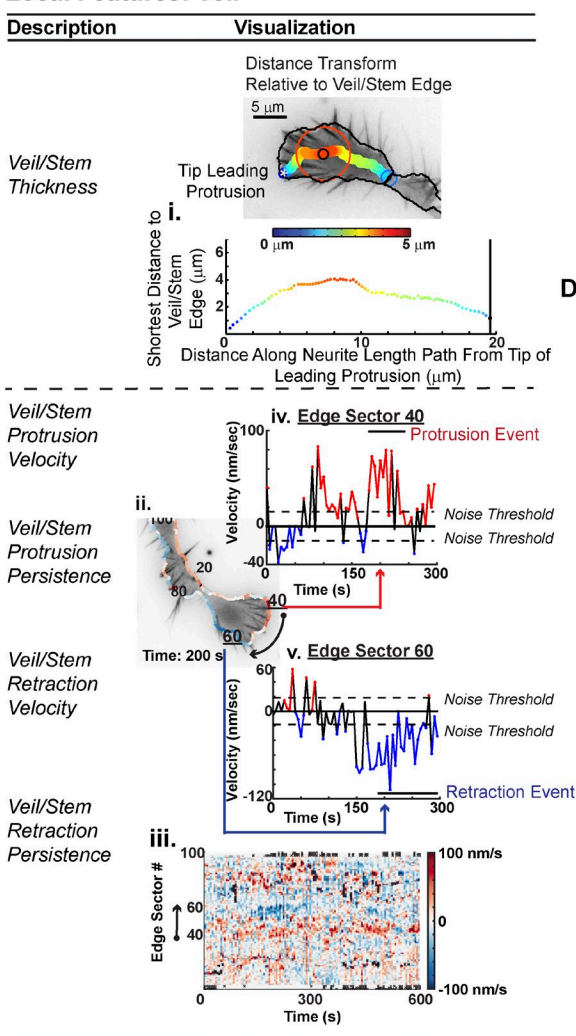 Description Visualization
Distance Transform
Relative to Veil/Stem Edge
5 μm
Veil/Stem
Thickness
Tip Leading
Protrusion
*
i.
0 μm 5 μm
Shortest Distance to
Veil/Stem
Edge (μm)
6
4
2
0 10 20
Distance Along Neurite Length Path From Tip of
Leading Protrusion (μm)
D
Veil/Stem
Protrusion
Velocity
iv. Edge Sector 40
Protrusion Event
Velocity (nm/sec)
100
0
-40
Noise Threshold
Noise Threshold
0 150 300
Time (s)
Veil/Stem
Protrusion
Persistence
ii.
100
20
80
40
60
Time: 200 s
Veil/Stem
Retraction
Velocity
v. Edge Sector 60
Velocity (nm/sec)
60
0
-120
Noise Threshold
Noise Threshold
Retraction Event
0 150 300
Time (s)
Veil/Stem
Retraction
Persistence
iii.
Edge Sector #
100
60
40
0 300 600
Time (s)
100 nm/s
0
-100 nm/s